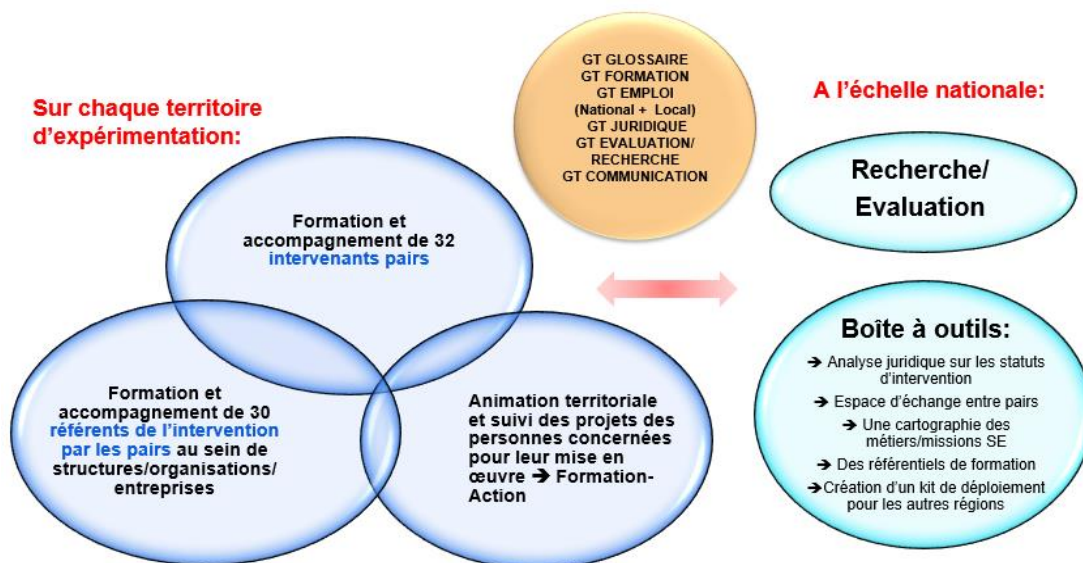 Sur chaque territoire
d'expérimentation:
Formation et
accompagnement de 32
intervenants pairs
Formation et
accompagnement de 30
référents de l'intervention
par les pairs au sein de
structures/organisations/
entreprises
Animation territoriale
et suivi des projets des
personnes concernées
pour leur mise en
œuvre ➔ Formation-
Action
GT GLOSSAIRE
GT FORMATION
GT EMPLOI
(National + Local)
GT JURIDIQUE
GT EVALUATION/
RECHERCHE
GT COMMUNICATION
A l'échelle nationale:
Recherche/
Evaluation
Boîte à outils:
➔ Analyse juridique sur les statuts
d'intervention
➔ Espace d'échange entre pairs
➔ Une cartographie des
métiers/missions SE
➔ Des référentiels de formation
➔Création d'un kit de déploiement
pour les autres régions